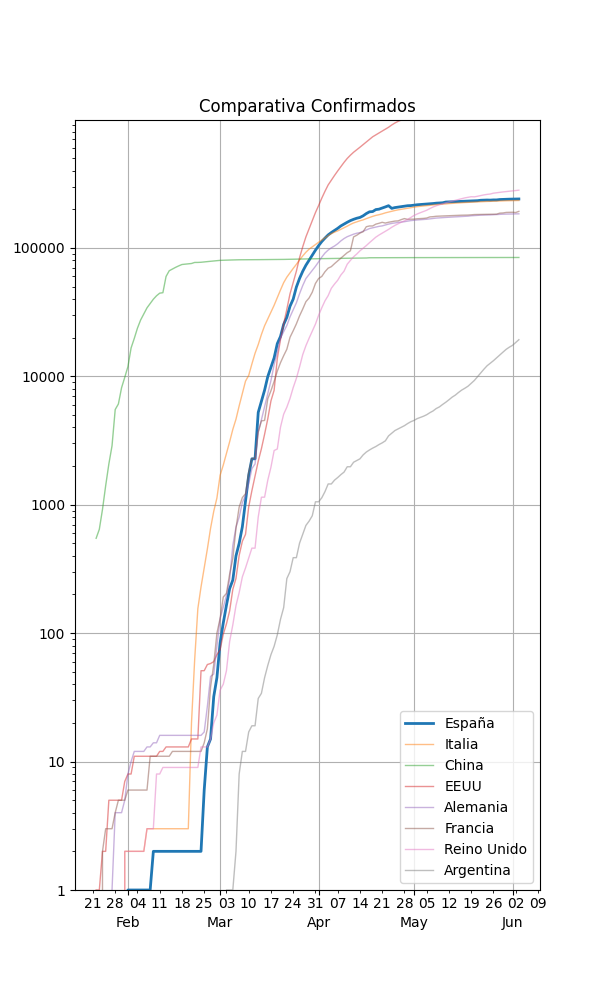 Comparativa Confirmados
100000
10000
1000
100
10
1
España
Italia
China
EEUU
Alemania
Francia
Reino Unido
Argentina
21 28 04 11 18 25 03 10 17 24 31 07 14 21 28 05 12 19 26 02 09
Feb Mar Apr May Jun